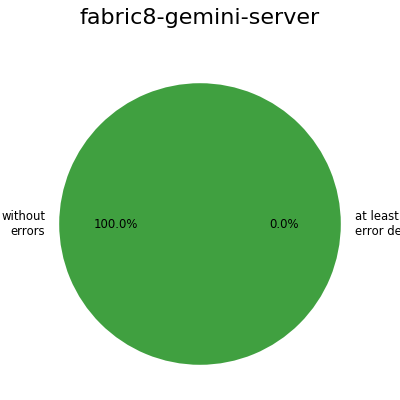 fabric8-gemini-server
without
errors
100.0%
0.0%
at least
error de